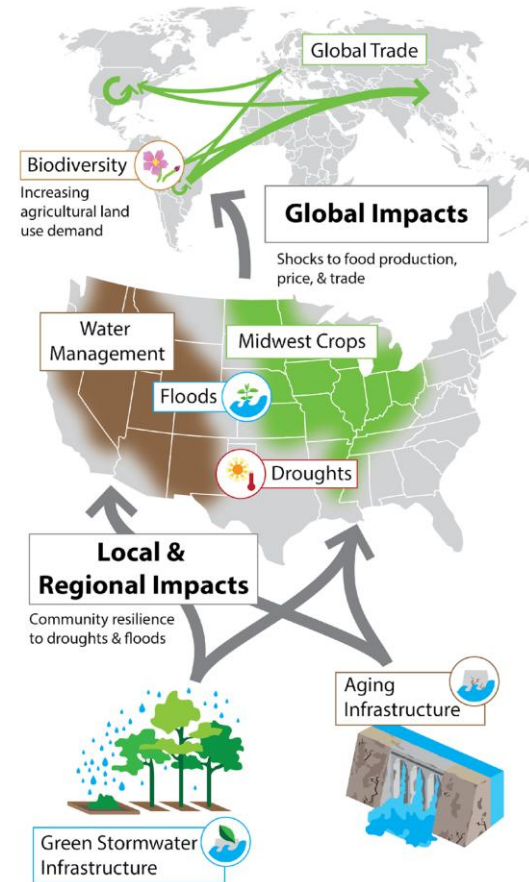 Global Trade
Biodiversity
Increasing
agricultural land
use demand
Global Impacts
Shocks to food production,
price, & trade
Water
Management
Midwest Crops
Floods
Droughts
Local &
Regional Impacts
Community resilience
to droughts & floods
Aging
Infrastructure
Green Stormwater
Infrastructure